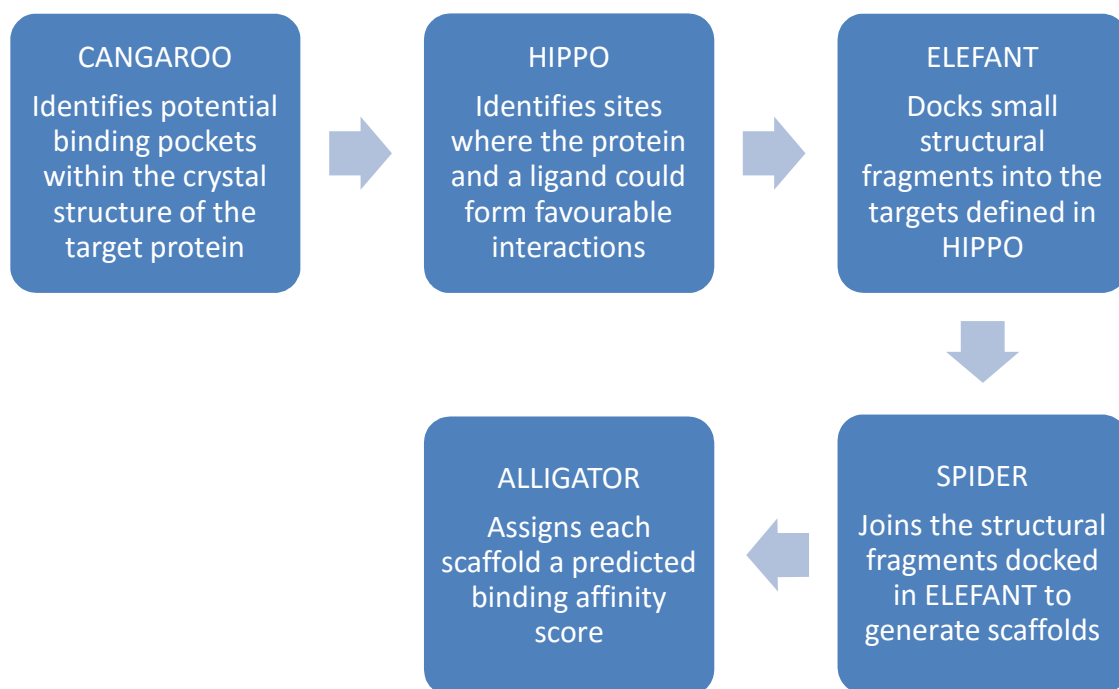 CANGAROO
Identifies potential
binding pockets
within the crystal
structure of the
target protein
HIPPO
Identifies sites
where the protein
and a ligand could
form favourable
interactions
ELEFANT
Docks small
structural
fragments into the
targets defined in
HIPPO
SPIDER
Joins the structural
fragments docked
in ELEFANT to
generate scaffolds
ALLIGATOR
Assigns each
scaffold a predicted
binding affinity
score